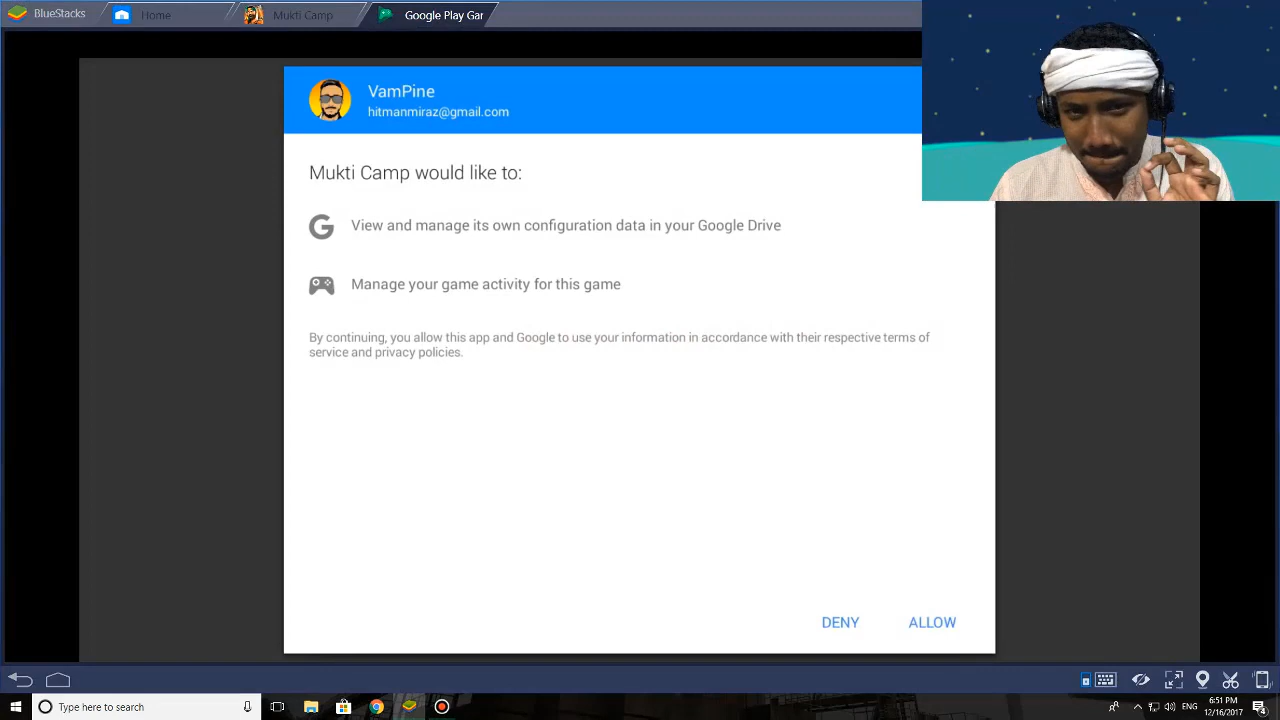 BlueStacks
Home
Mukti Camp
Google Play Gar
VamPine
hitmanmiraz@gmail.com
Mukti Camp would like to:
View and manage its own configuration data in your Google Drive
Manage your game activity for this game
By continuing, you allow this app and Google to use your information in accordance with their respective terms of
service and privacy policies.
DENY
ALLOW
Type here to search
6:51 PM
12/16/2017